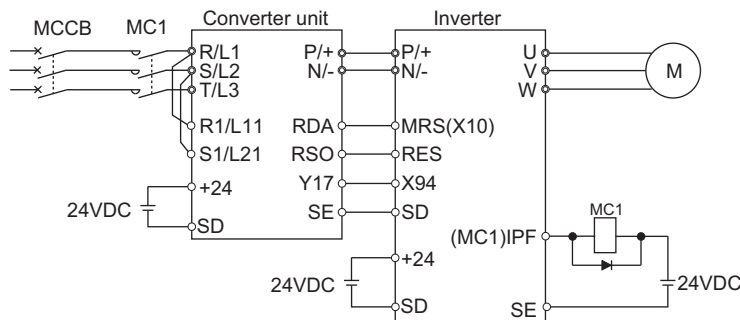 MCCB MC1 Converter unit Inverter
R/L1 P/+ P/+ U
S/L2 N/- N/- V
T/L3 W
M
R1/L11 RDA MRS(X10)
S1/L21 RSO RES
+24 Y17 X94
24VDC
SD SE SD
MC1
(MC1)IPF
+24
24VDC 24VDC
SD SE